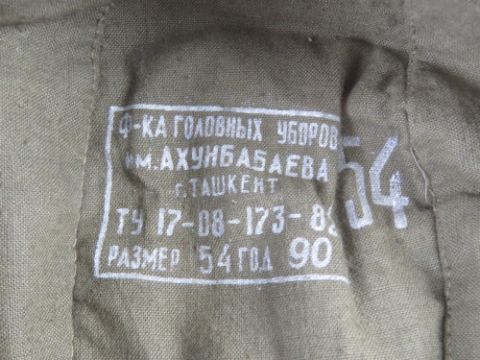 Ф-КА ГОЛОВНЫХ УБОРОВ
ИМ. АХУНБАБАЕВА
Г. ТАШКЕНТ
ТУ 17-08-173-8
РАЗМЕР 54 ГОД 90
54